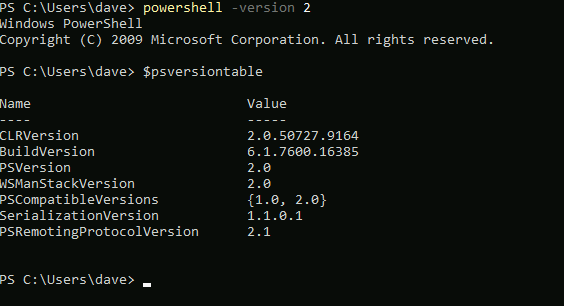 PS C:\Users\dave> powershell -version 2
Windows PowerShell
Copyright (C) 2009 Microsoft Corporation. All rights reserved.
PS C:\Users\dave> $psversiontable
Name Value
---- -----
CLRVersion 2.0.50727.9164
BuildVersion 6.1.7600.16385
PSVersion 2.0
WSManStackVersion 2.0
PSCompatibleVersions {1.0, 2.0}
SerializationVersion 1.1.0.1
PSRemotingProtocolVersion 2.1
PS C:\Users\dave>